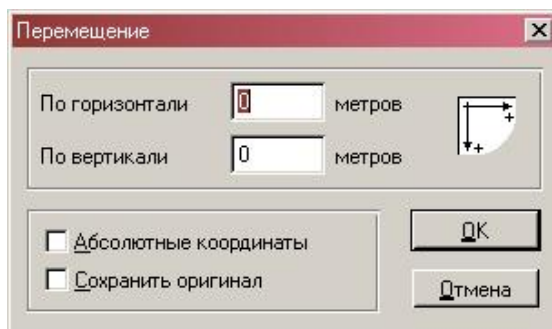 Перемещение
По горизонтали 0 метров
По вертикали 0 метров
Абсолютные координаты
Сохранить оригинал
OK
Отмена